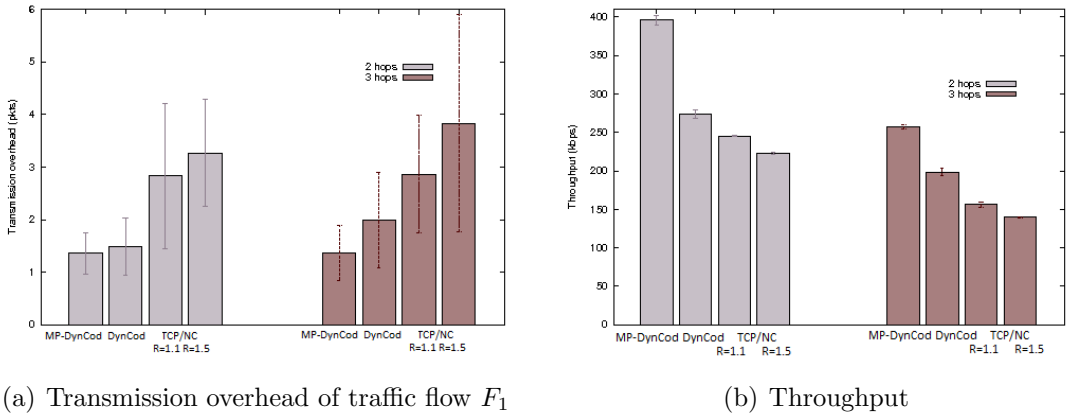 6
5
4
3
2
1
0
Transmission overhead (pkts)
2 hops
3 hops
MP-DynCod DynCod TCP/NC
R=1.1 R=1.5
MP-DynCod DynCod TCP/NC
R=1.1 R=1.5
(a) Transmission overhead of traffic flow F1
400
350
300
250
200
150
100
50
0
Throughput (kbps)
2 hops
3 hops
MP-DynCod DynCod TCP/NC
R=1.1 R=1.5
MP-DynCod DynCod TCP/NC
R=1.1 R=1.5
(b) Throughput